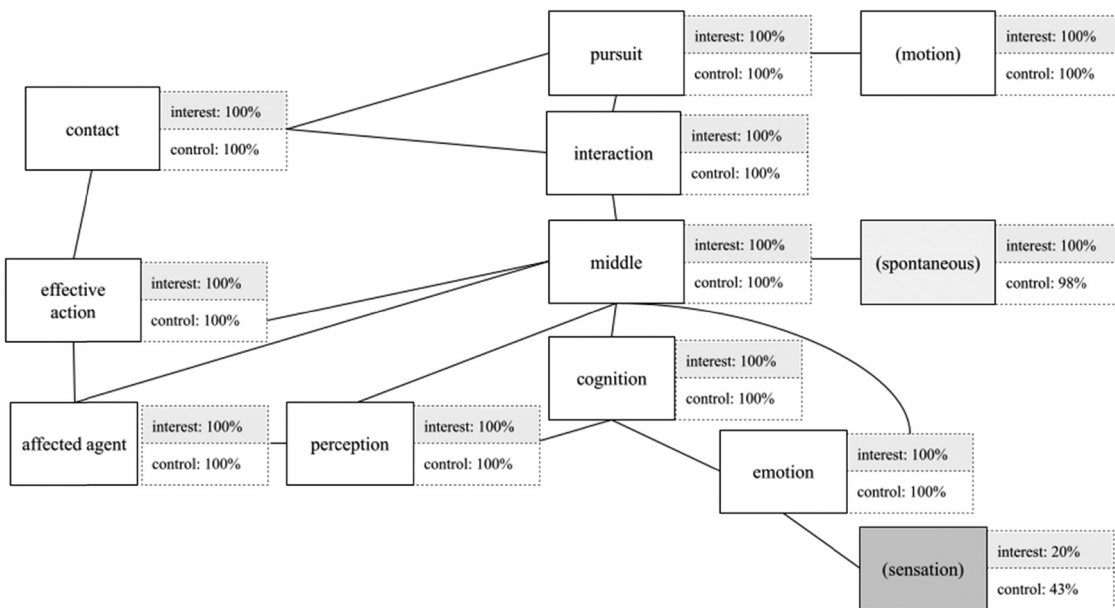 pursuit
interest: 100%
control: 100%
(motion)
interest: 100%
control: 100%
contact
interest: 100%
control: 100%
interaction
interest: 100%
control: 100%
middle
interest: 100%
control: 100%
(spontaneous)
interest: 100%
control: 98%
effective
action
interest: 100%
control: 100%
cognition
interest: 100%
control: 100%
affected agent
interest: 100%
control: 100%
perception
interest: 100%
control: 100%
emotion
interest: 100%
control: 100%
(sensation)
interest: 20%
control: 43%